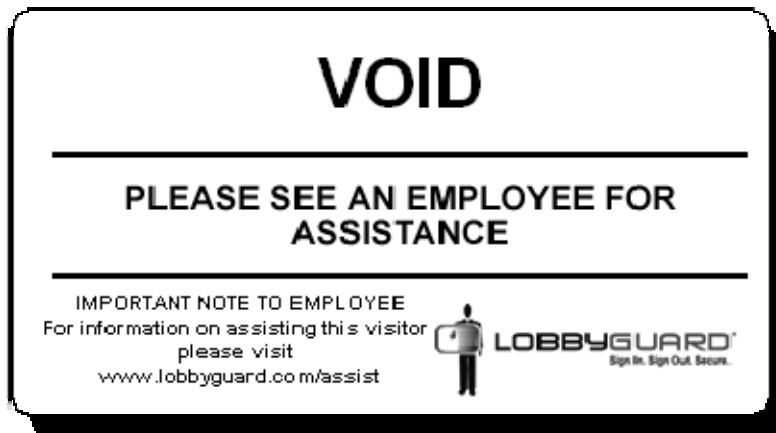 VOID
PLEASE SEE AN EMPLOYEE FOR
ASSISTANCE
IMPORTANT NOTE TO EMPLOYEE
For information on assisting this visitor
please visit
www.lobbyguard.com/assist
LOBBYGUARD
Sign In. Sign Out. Secure.